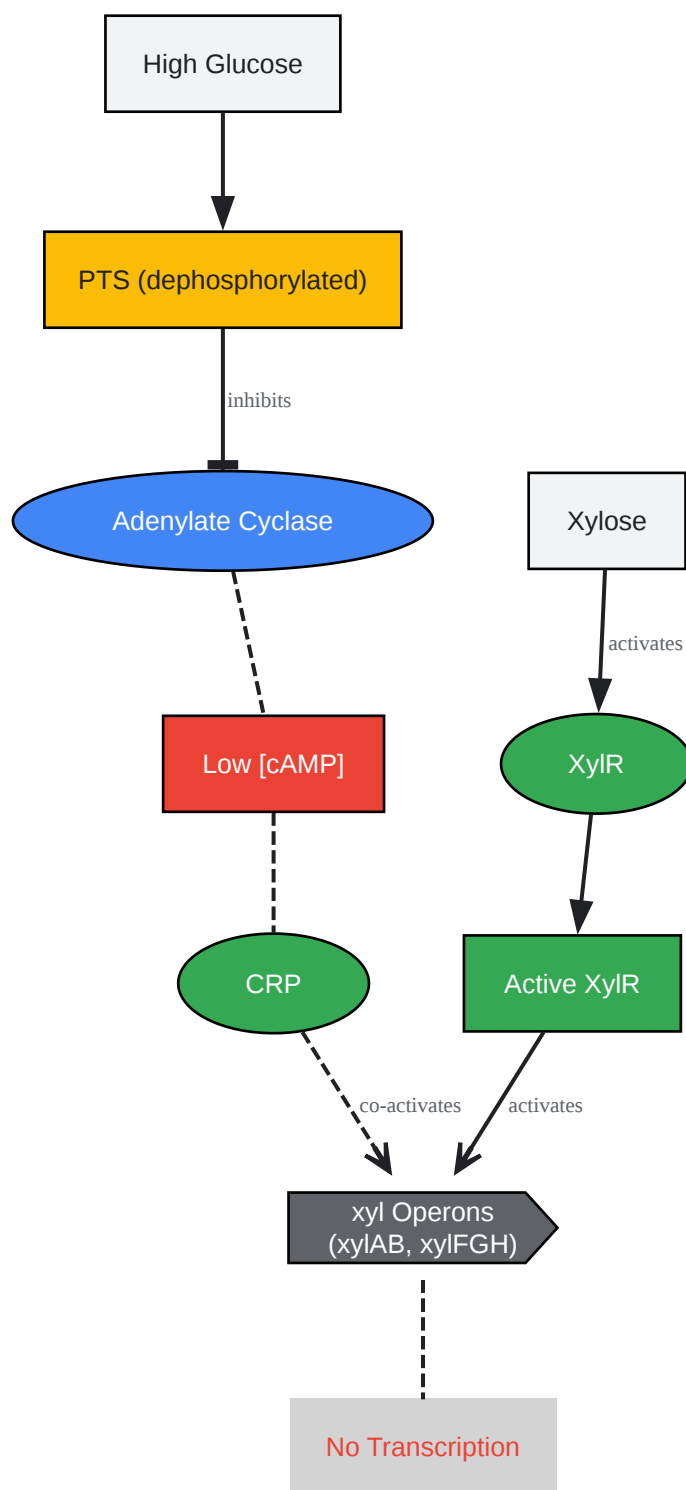 High Glucose
PTS (dephosphorylated)
inhibits
Adenylate Cyclase
Xylose
activates
Low [cAMP]
XylR
CRP
Active XylR
co-activates
activates
xyl Operons
(xylAB, xylFGH)
No Transcription